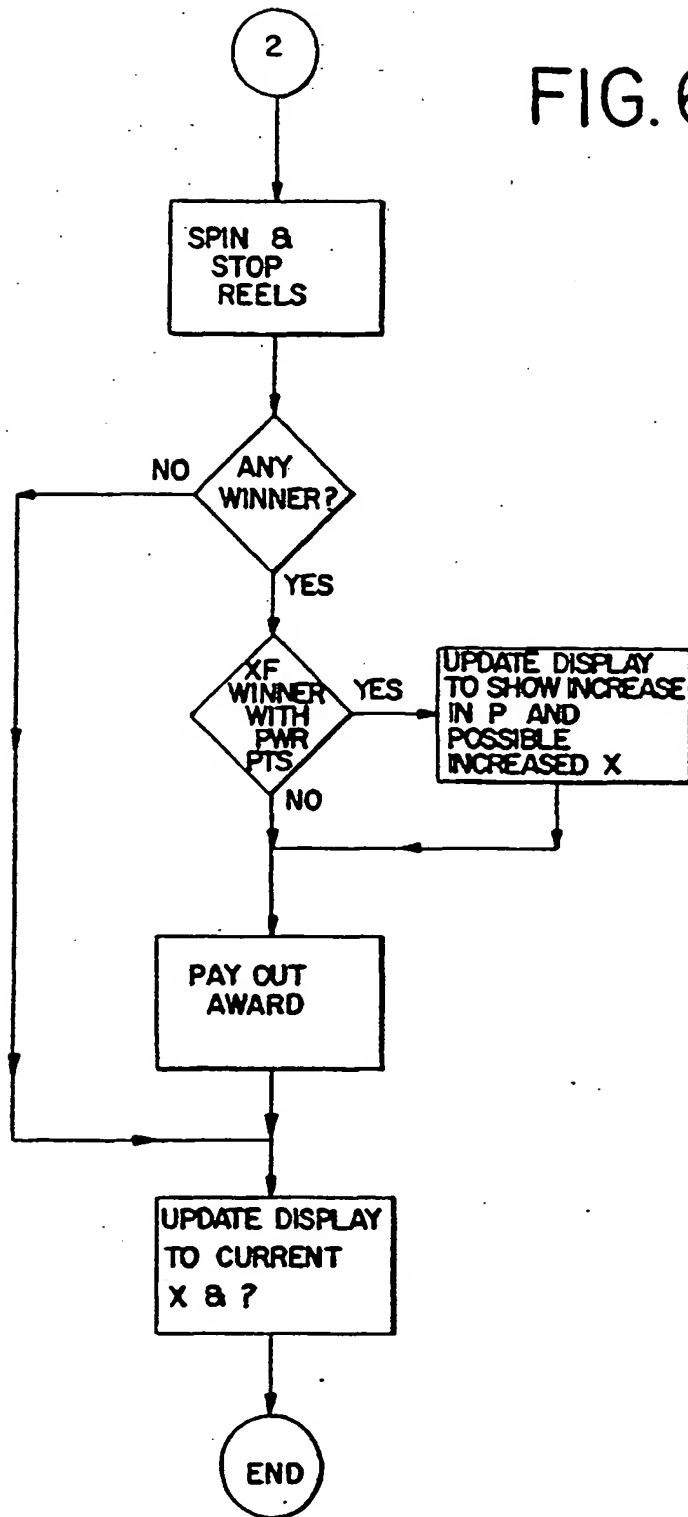 2
FIG. 6
SPIN &
STOP
REELS
NO
ANY
WINNER?
YES
XF
WINNER
WITH
PWR
PTS
YES
UPDATE DISPLAY
TO SHOW INCREASE
IN P AND
POSSIBLE
INCREASED X
NO
PAY OUT
AWARD
UPDATE DISPLAY
TO CURRENT
X & ?
END